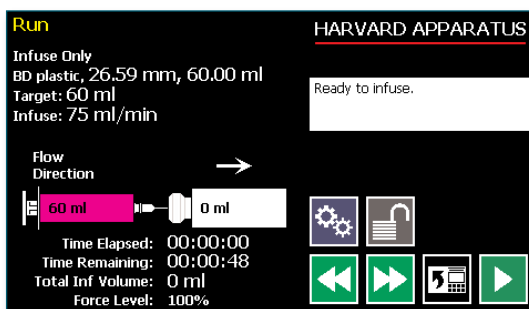 Run
HARVARD APPARATUS
Infuse Only
BD plastic, 26.59 mm, 60.00 ml
Target: 60 ml
Infuse: 75 ml/min
Ready to infuse.
Flow
Direction
60 ml
0 ml
Time Elapsed: 00:00:00
Time Remaining: 00:00:48
Total Inf Volume: 0 ml
Force Level: 100%